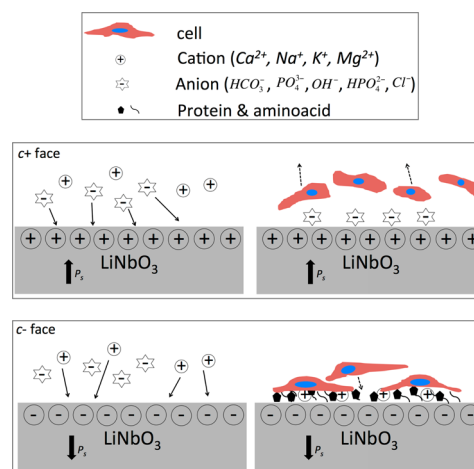 cell
Cation (Ca²⁺, Na⁺, K⁺, Mg²⁺)
Anion (HCO₃⁻, PO₄³⁻, OH⁻, HPO₄²⁻, Cl⁻)
Protein & aminoacid
c+ face
LiNbO₃
Pₛ
LiNbO₃
Pₛ
c- face
LiNbO₃
Pₛ
LiNbO₃
Pₛ